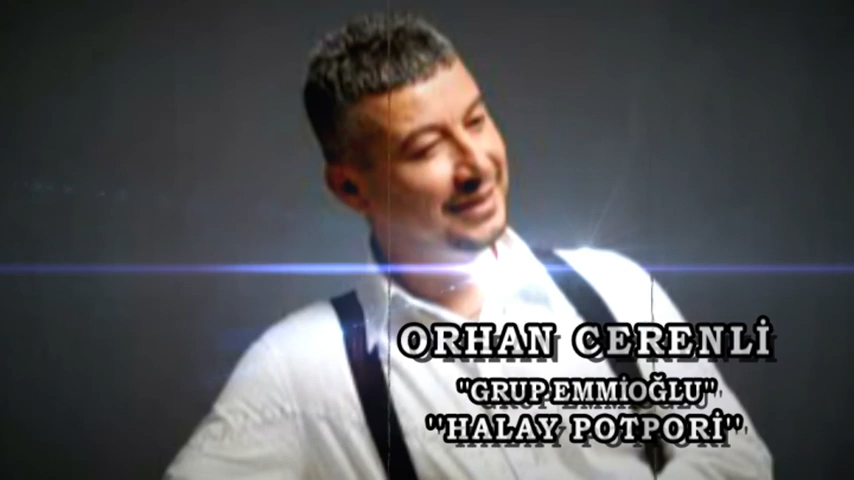 ORHAN CERENLİ
"GRUP EMMİOĞLU"
''HALAY POTPORİ''